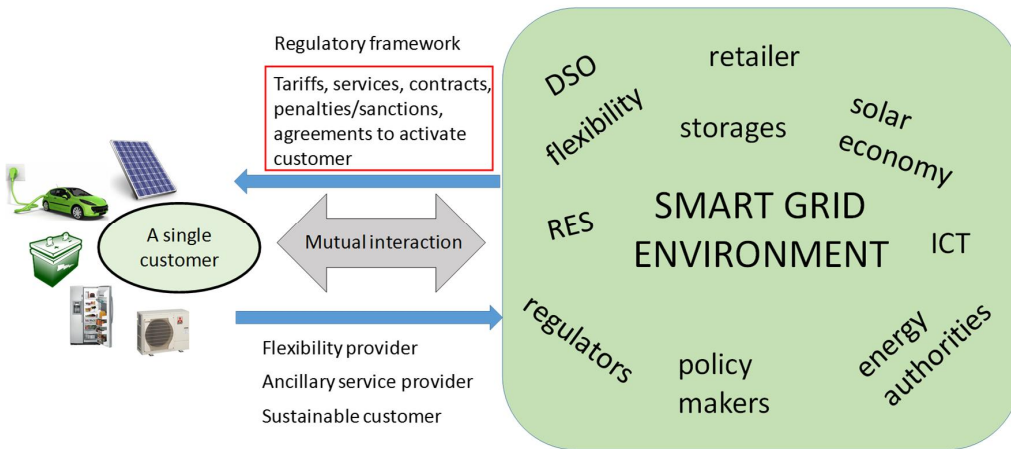 Regulatory framework
Tariffs, services, contracts,
penalties/sanctions,
agreements to activate
customer
A single
customer
Mutual interaction
Flexibility provider
Ancillary service provider
Sustainable customer
DSO
retailer
flexibility
storages
solar
economy
RES
SMART GRID
ENVIRONMENT
ICT
regulators
policy
makers
energy
authorities